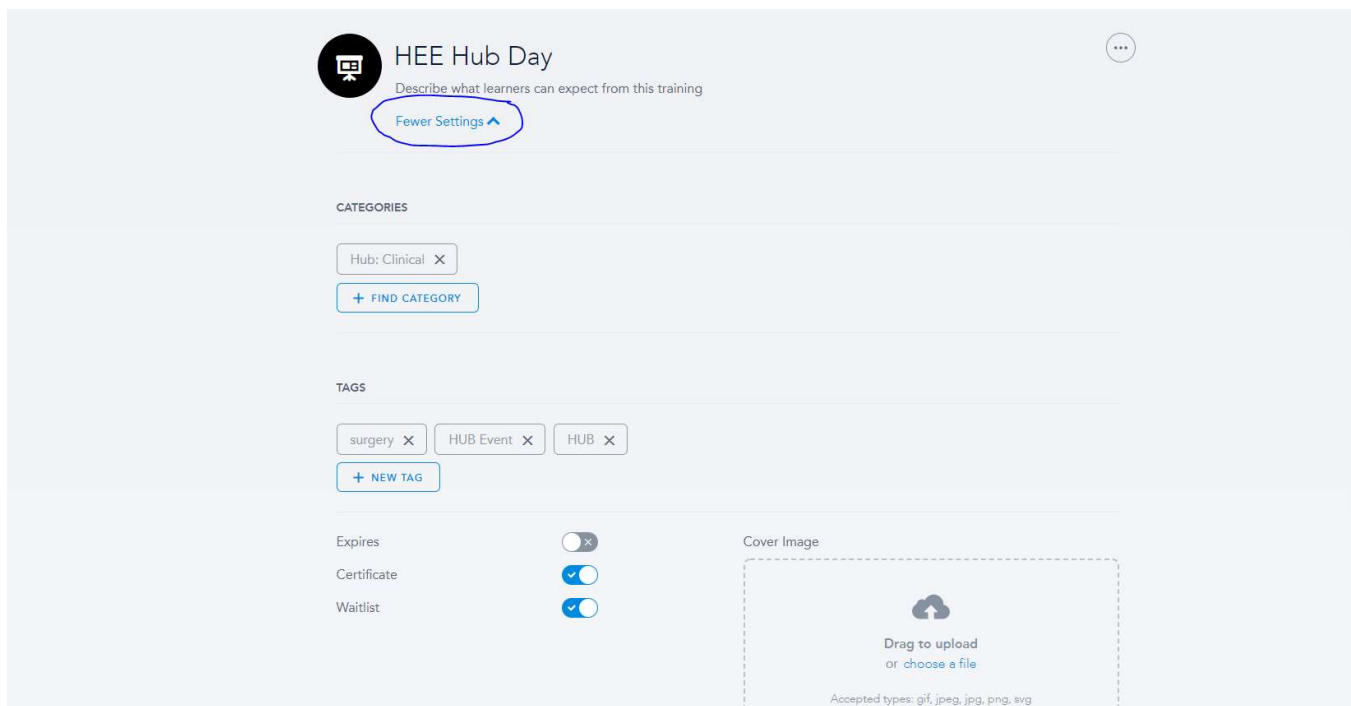 HEE Hub Day
Describe what learners can expect from this training
Fewer Settings
CATEGORIES
Hub: Clinical
+ FIND CATEGORY
TAGS
surgery HUB Event HUB
+ NEW TAG
Expires
Certificate
Waitlist
Cover Image
Drag to upload
or choose a file
Accepted types: gif, jpeg, jpg, png, svg